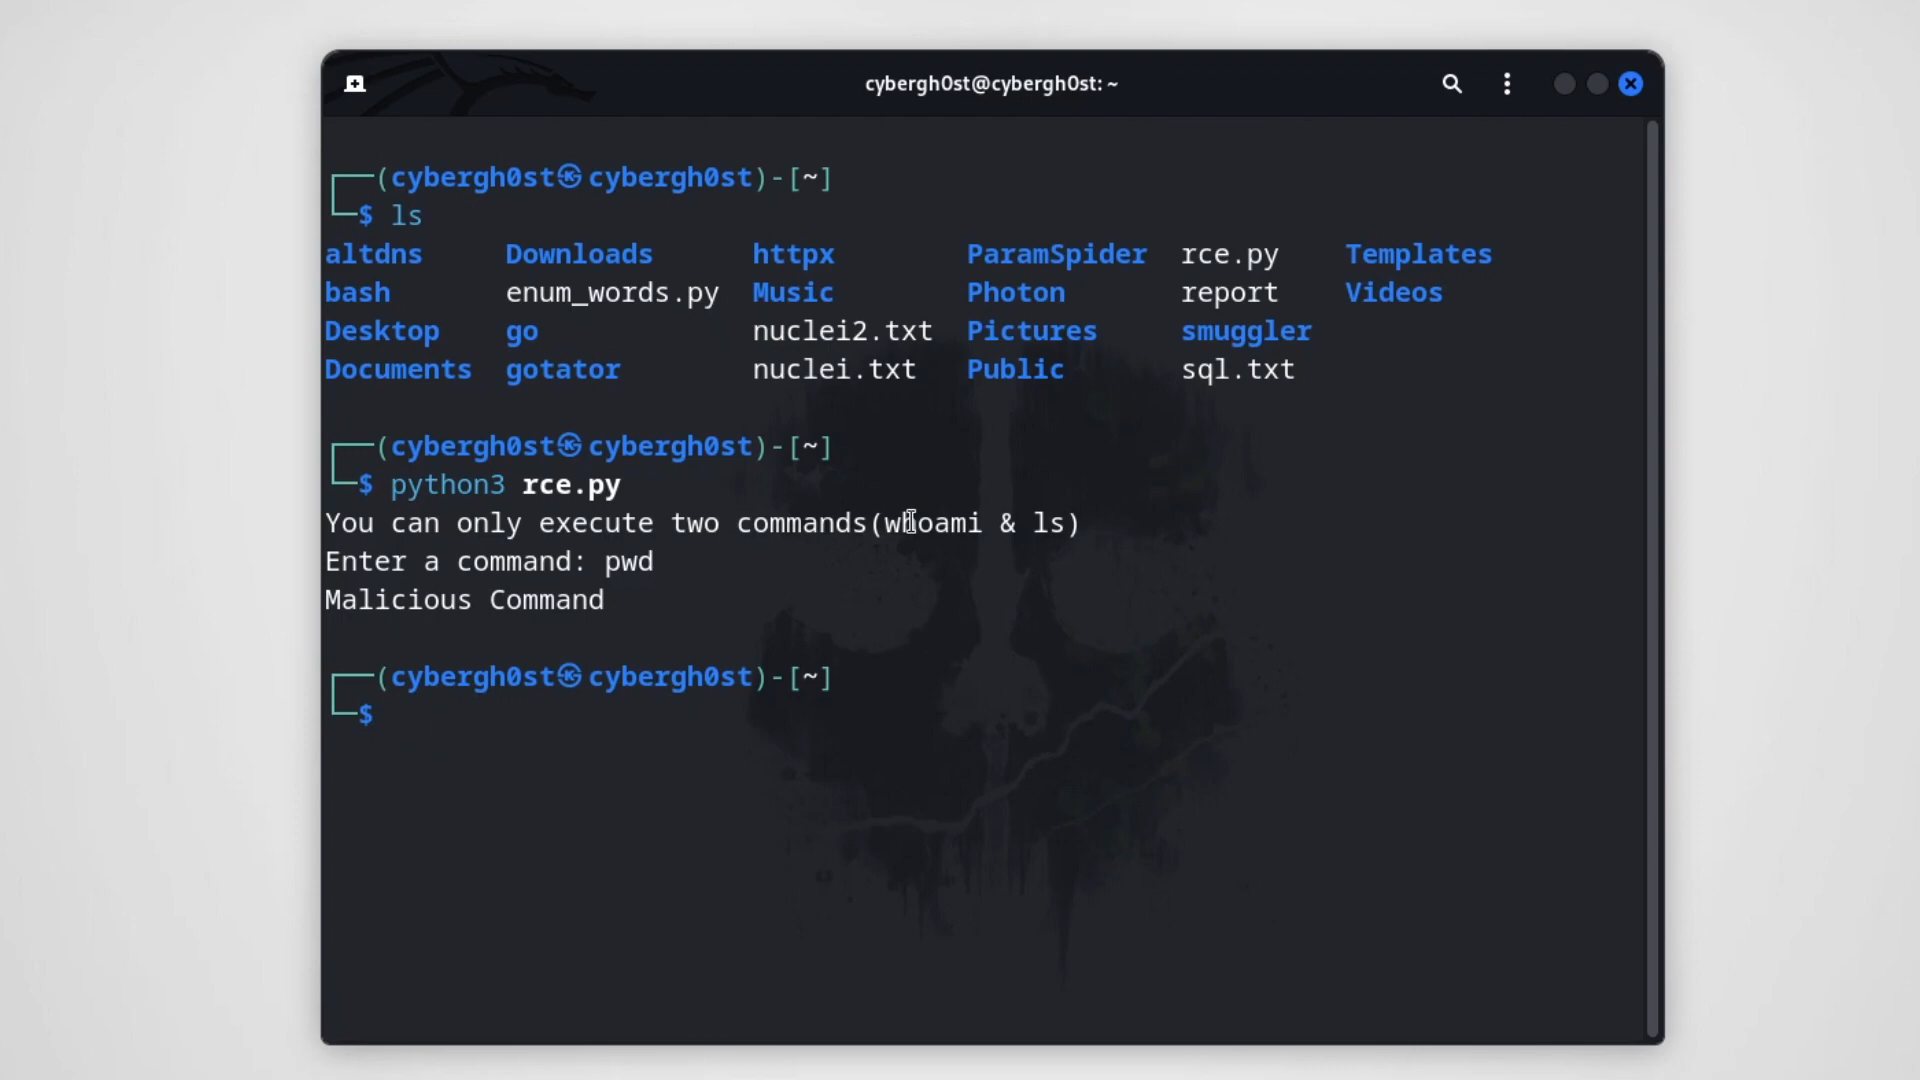 cybergh0st@cybergh0st: ~
┌──(cybergh0st㉿cybergh0st)-[~]
└─$ ls
altdns Downloads httpx ParamSpider rce.py Templates
bash enum_words.py Music Photon report Videos
Desktop go nuclei2.txt Pictures smuggler
Documents gotator nuclei.txt Public sql.txt
┌──(cybergh0st㉿cybergh0st)-[~]
└─$ python3 rce.py
You can only execute two commands(whoami & ls)
Enter a command: pwd
Malicious Command
┌──(cybergh0st㉿cybergh0st)-[~]
└─$